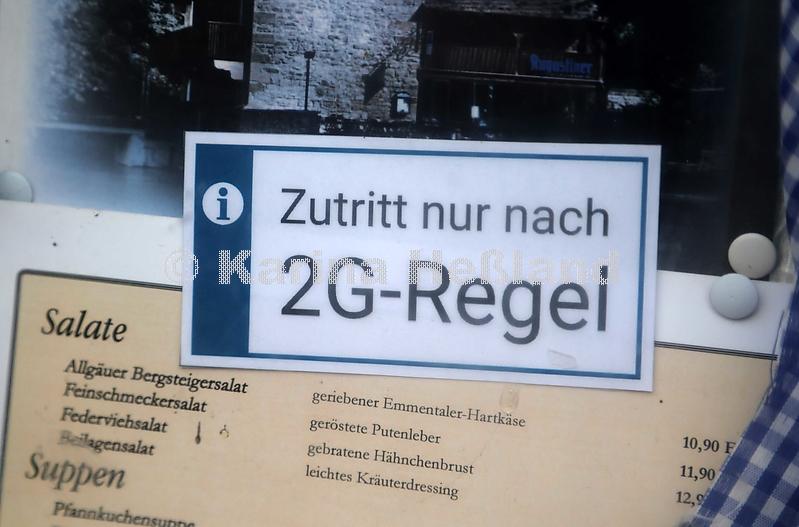 Augustiner
i
Zutritt nur nach
© Karina Heßland
2G-Regel
Salate
Allgäuer Bergsteigersalat geriebener Emmentaler-Hartkäse 10,90
Feinschmeckersalat geröstete Putenleber 11,90
Federviehsalat gebratene Hähnchenbrust
Beilagensalat leichtes Kräuterdressing
Suppen
Pfannkuchensuppe